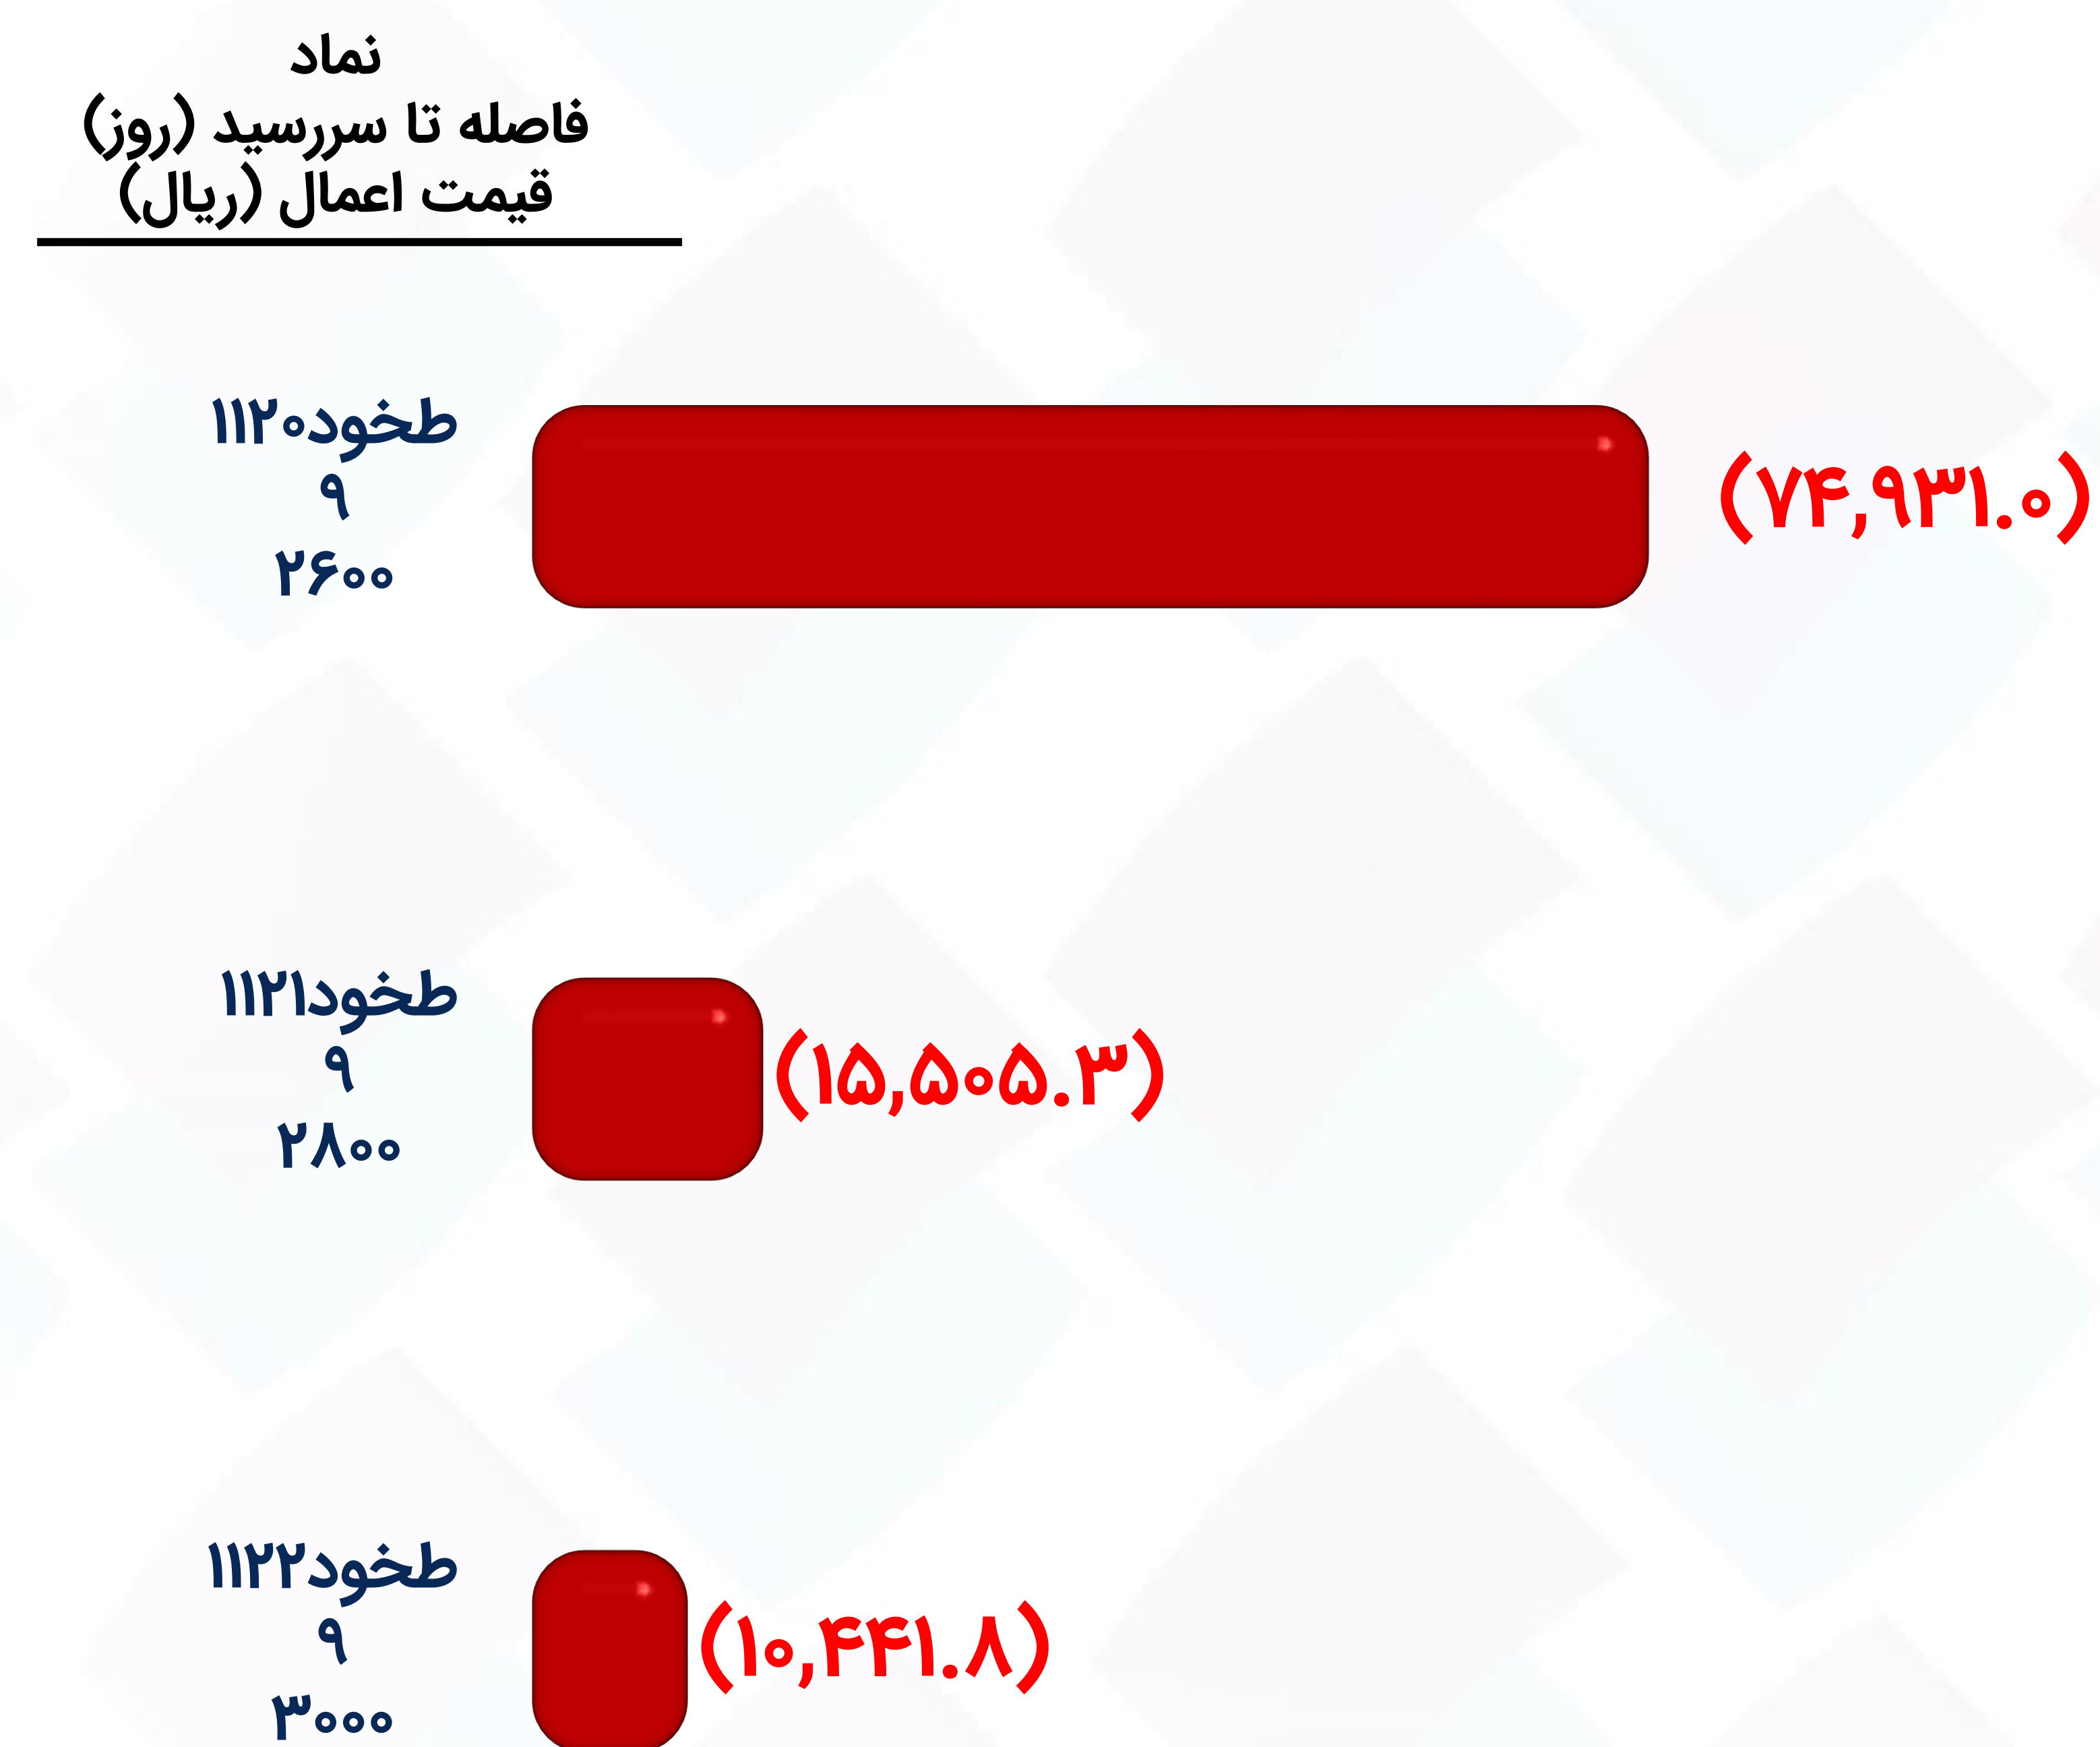 نماد
فاصله تا سررسید (روز)
قیمت اعمال (ریال)
طخود۱۱۲۰
۹
۲۶۰۰
(۷۴,۹۳۱.۰)
طخود۱۱۲۱
۹
۲۸۰۰
(۱۵,۵۰۵.۳)
طخود۱۱۲۲
۹
۳۰۰۰
(۱۰,۴۴۱.۸)